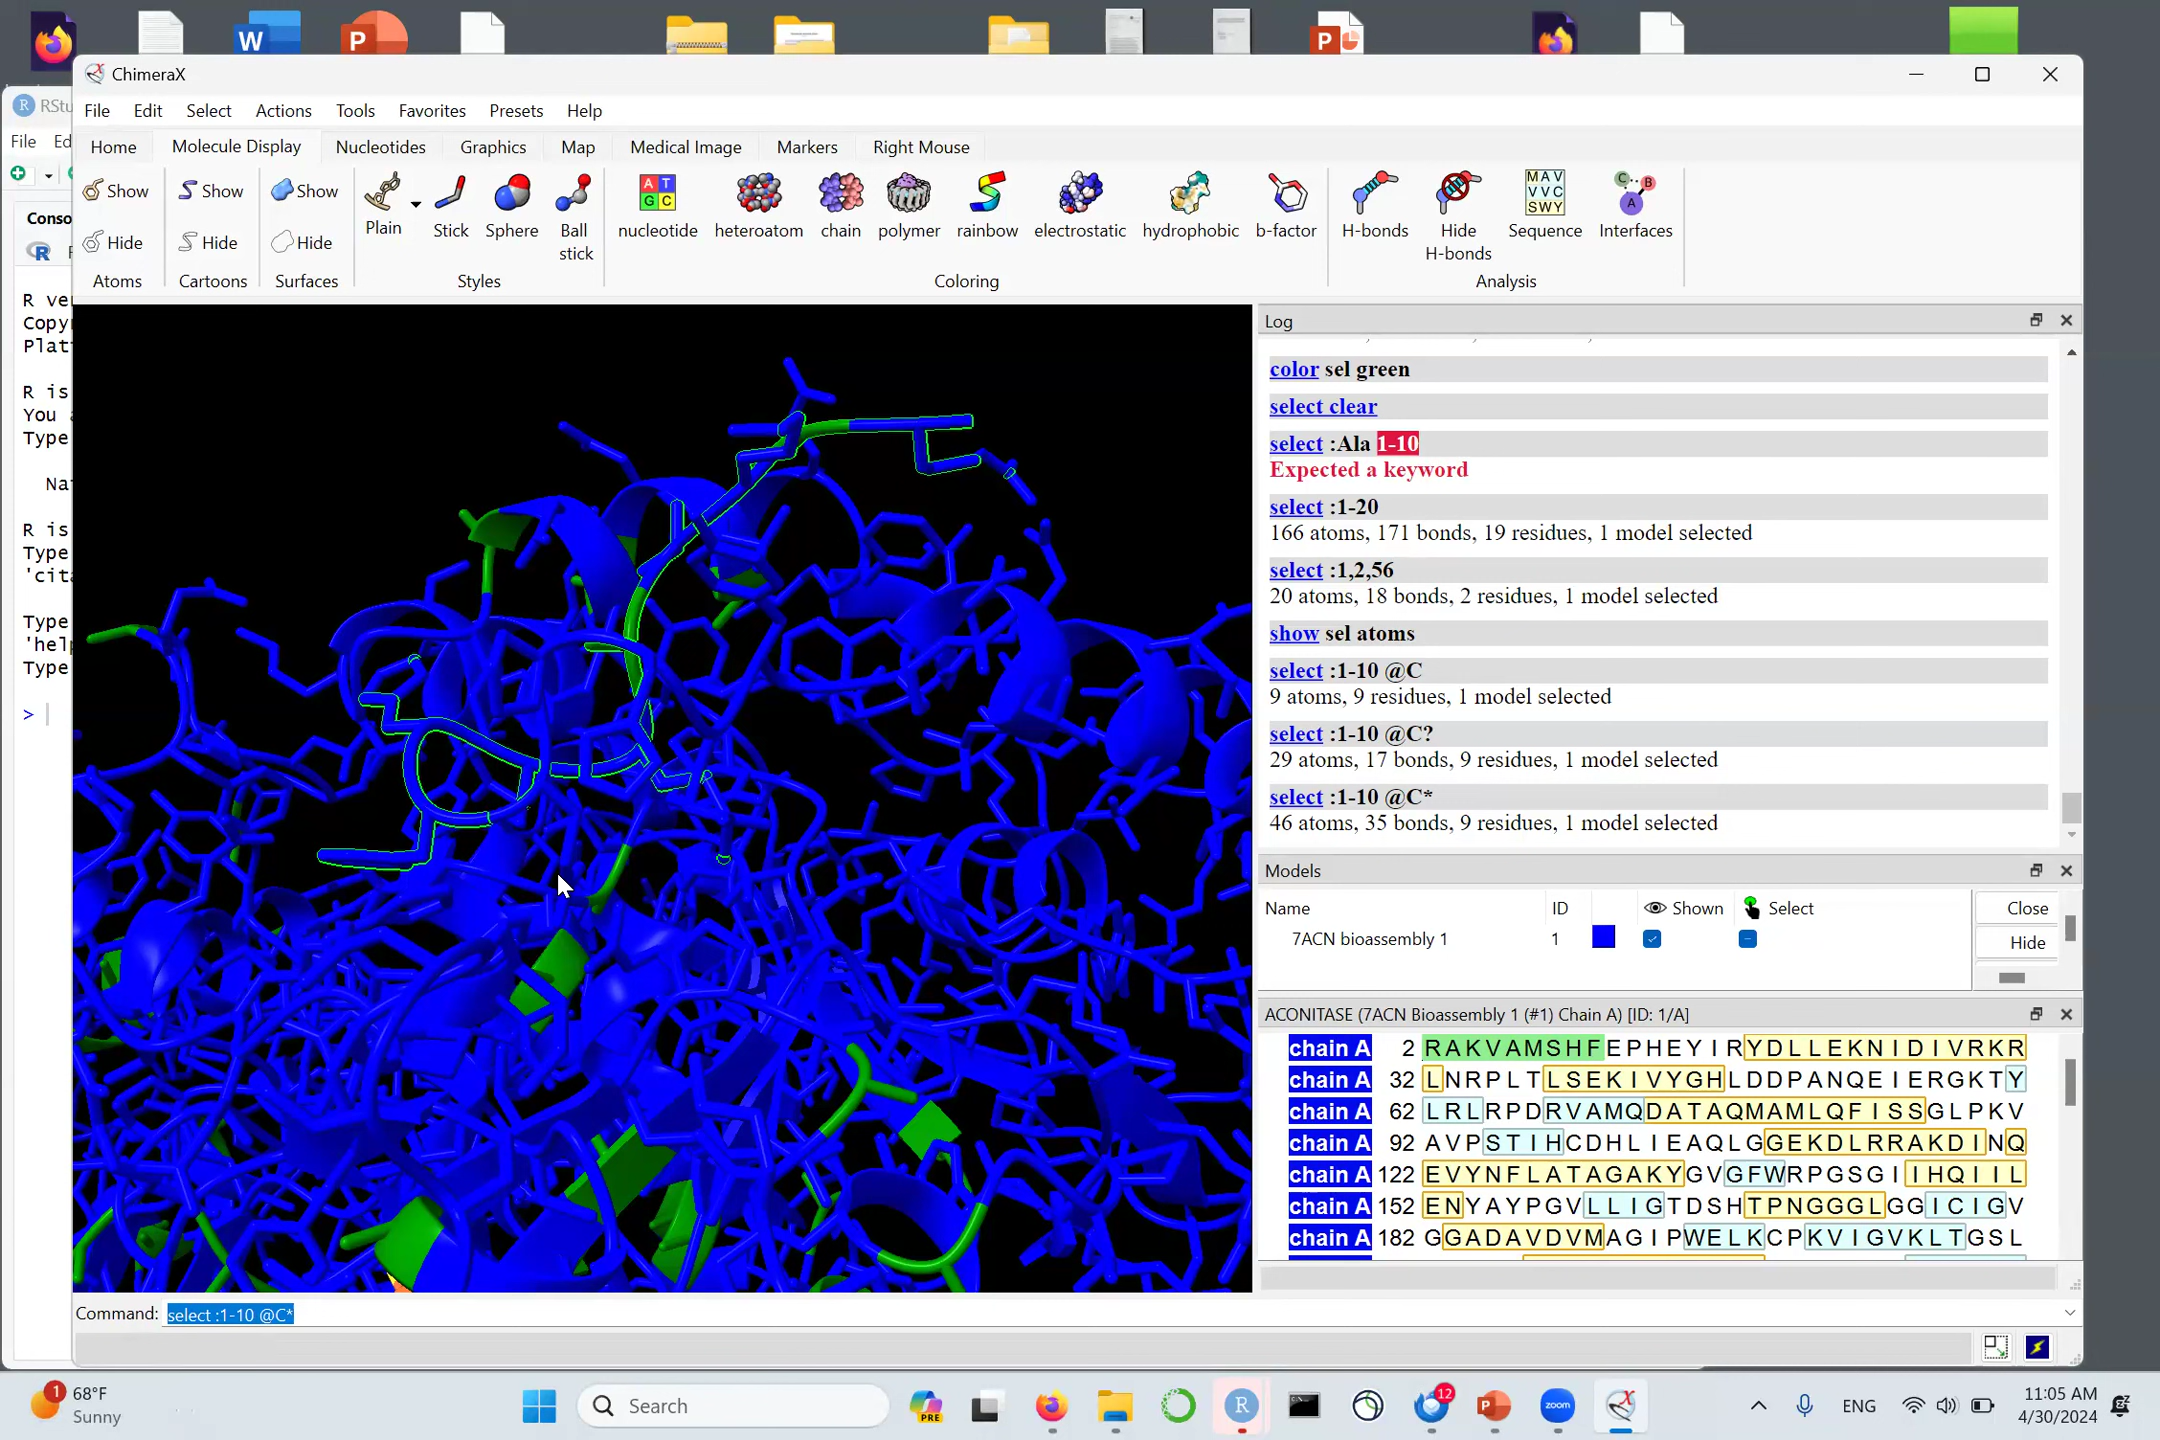 ChimeraX
File Edit Select Actions Tools Favorites Presets Help
Home Molecule Display Nucleotides Graphics Map Medical Image Markers Right Mouse
Show Show Show
Hide Hide Hide
Atoms Cartoons Surfaces
Plain Stick Sphere Ball stick
Styles
nucleotide heteroatom chain polymer rainbow electrostatic hydrophobic b-factor
Coloring
H-bonds Hide H-bonds Sequence Interfaces
Analysis
RStu
File Ed
Conso
R ve
Copy
Plat
R is
You a
Type
Na
R is
Type
'cita
Type
'help
Type
>
Log
color sel green
select clear
select :Ala 1-10
Expected a keyword
select :1-20
166 atoms, 171 bonds, 19 residues, 1 model selected
select :1,2,56
20 atoms, 18 bonds, 2 residues, 1 model selected
show sel atoms
select :1-10 @C
9 atoms, 9 residues, 1 model selected
select :1-10 @C?
29 atoms, 17 bonds, 9 residues, 1 model selected
select :1-10 @C*
46 atoms, 35 bonds, 9 residues, 1 model selected
Models
Name ID Shown Select
7ACN bioassembly 1 1
Close
Hide
ACONITASE (7ACN Bioassembly 1 (#1) Chain A) [ID: 1/A]
chain A 2 RAKVAMSHFEPHEYIRYDLLEKNIDIVRKR
chain A 32 LNRPLTLSEKIVYGHLDDPANQEIERGKTY
chain A 62 LRLRPDRVAMQDATAQMAMLQFISSGLPKV
chain A 92 AVPSTIHCDHLIEAQLGGEKDLRRAKDINQ
chain A 122 EVYNFLATAGAKYGVGFWRPGSGIIHQIIL
chain A 152 ENYAYPGVLLIGTDSHTPNGGGLGGICIGV
chain A 182 GGADAVDVMAGIPWELKCPKVIGVKLTGSL
Command: select :1-10 @C*
1
68°F
Sunny
Search
PRE
12
zoom
ENG
11:05 AM
4/30/2024